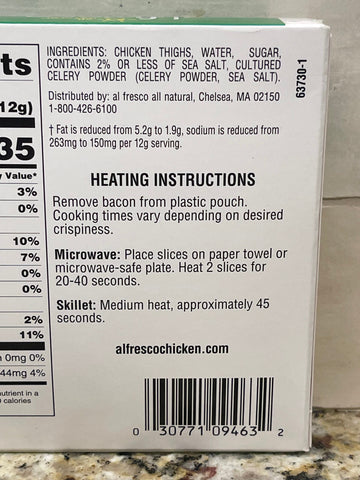 INGREDIENTS: CHICKEN THIGHS, WATER, SUGAR,
CONTAINS 2% OR LESS OF SEA SALT, CULTURED
CELERY POWDER (CELERY POWDER, SEA SALT).
Distributed by: al fresco all natural, Chelsea, MA 02150
1-800-426-6100
† Fat is reduced from 5.2g to 1.9g, sodium is reduced from
263mg to 150mg per 12g serving.
63730-1
ts
12g)
35
y Value*
3%
0%
10%
7%
0%
0%
2%
11%
0mg 0%
44mg 4%
nutrient in a
calories
HEATING INSTRUCTIONS
Remove bacon from plastic pouch.
Cooking times vary depending on desired
crispiness.
Microwave: Place slices on paper towel or
microwave-safe plate. Heat 2 slices for
20-40 seconds.
Skillet: Medium heat, approximately 45
seconds.
alfrescochicken.com
0 30771 09463 2